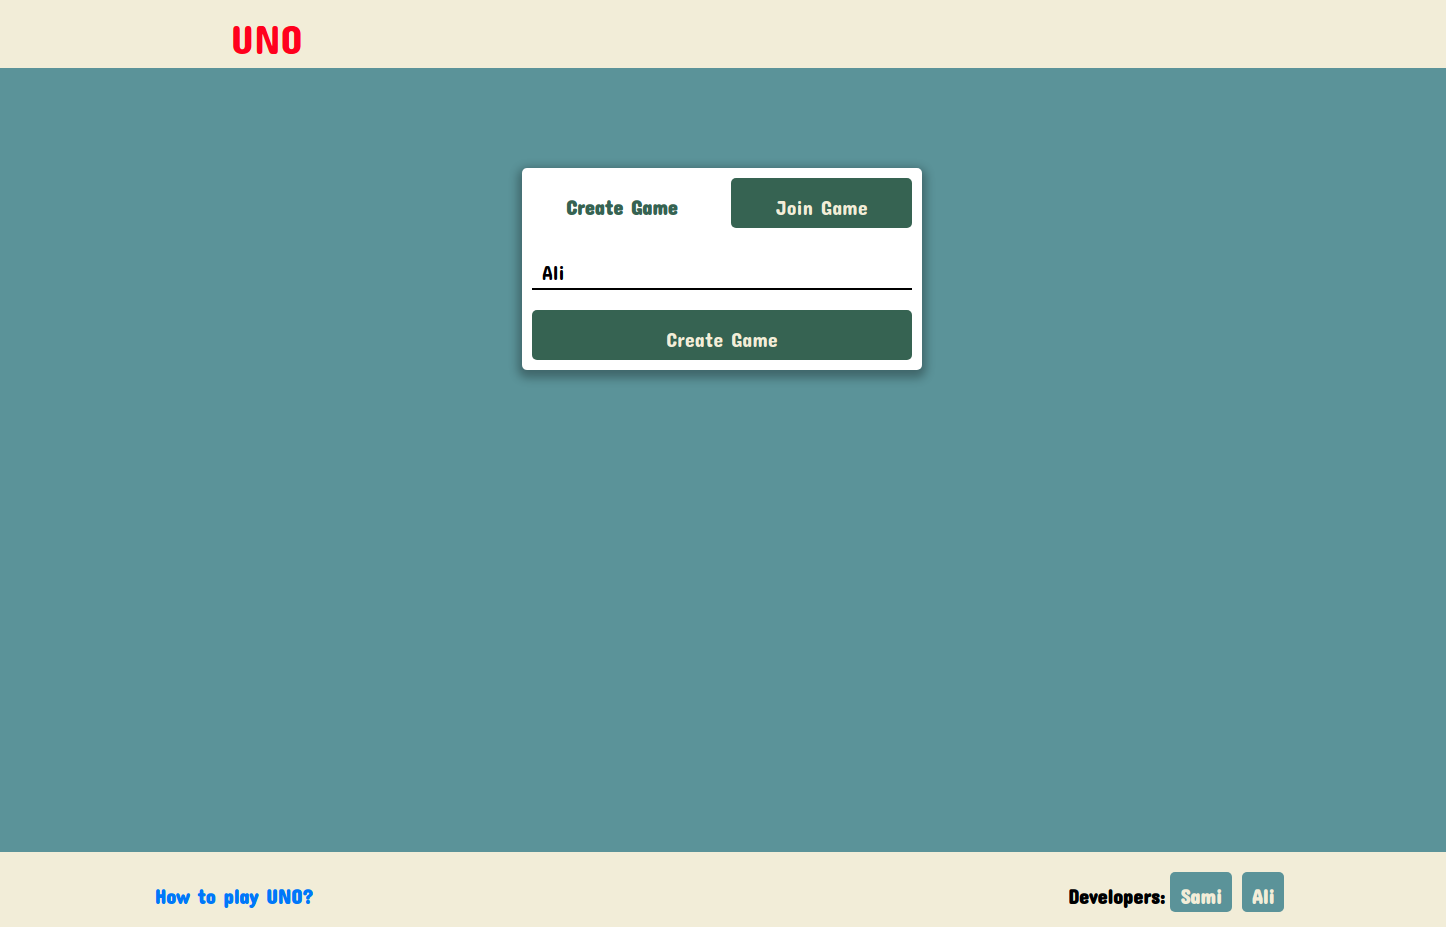 UNO
Create Game
Join Game
Ali
Create Game
How to play UNO?
Developers: Sami Ali